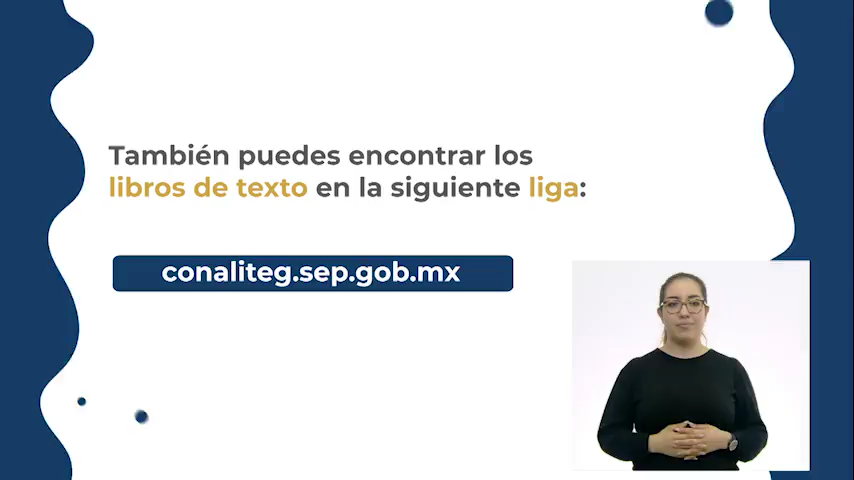 También puedes encontrar los
libros de texto en la siguiente liga:
conaliteg.sep.gob.mx